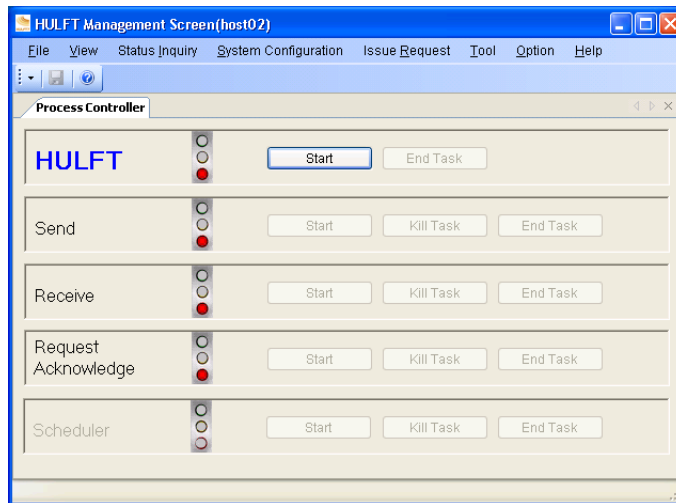 HULFT Management Screen(host02)
File View Status Inquiry System Configuration Issue Request Tool Option Help
Process Controller
HULFT Start End Task
Send Start Kill Task End Task
Receive Start Kill Task End Task
Request
Acknowledge Start Kill Task End Task
Scheduler Start Kill Task End Task